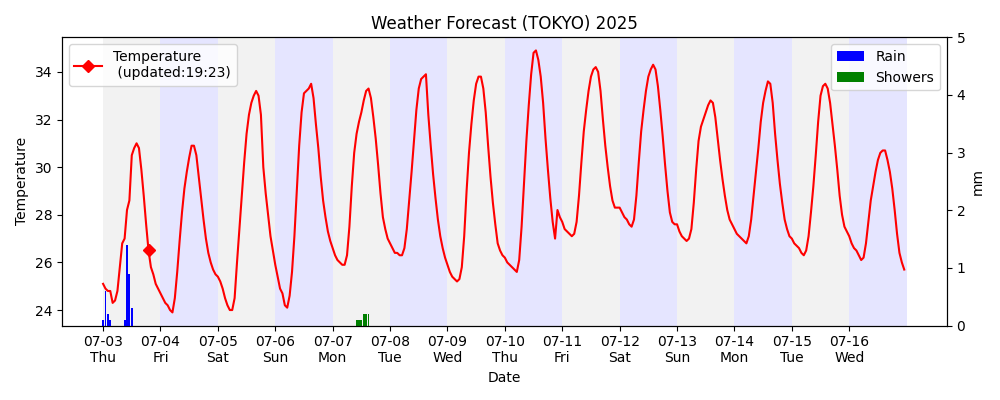 Weather Forecast (TOKYO) 2025
Temperature
(updated:19:23)
Rain
Showers
Temperature
34
32
30
28
26
24
5
4
3
2
1
0
mm
07-03 07-04 07-05 07-06 07-07 07-08 07-09 07-10 07-11 07-12 07-13 07-14 07-15 07-16
Thu Fri Sat Sun Mon Tue Wed Thu Fri Sat Sun Mon Tue Wed
Date